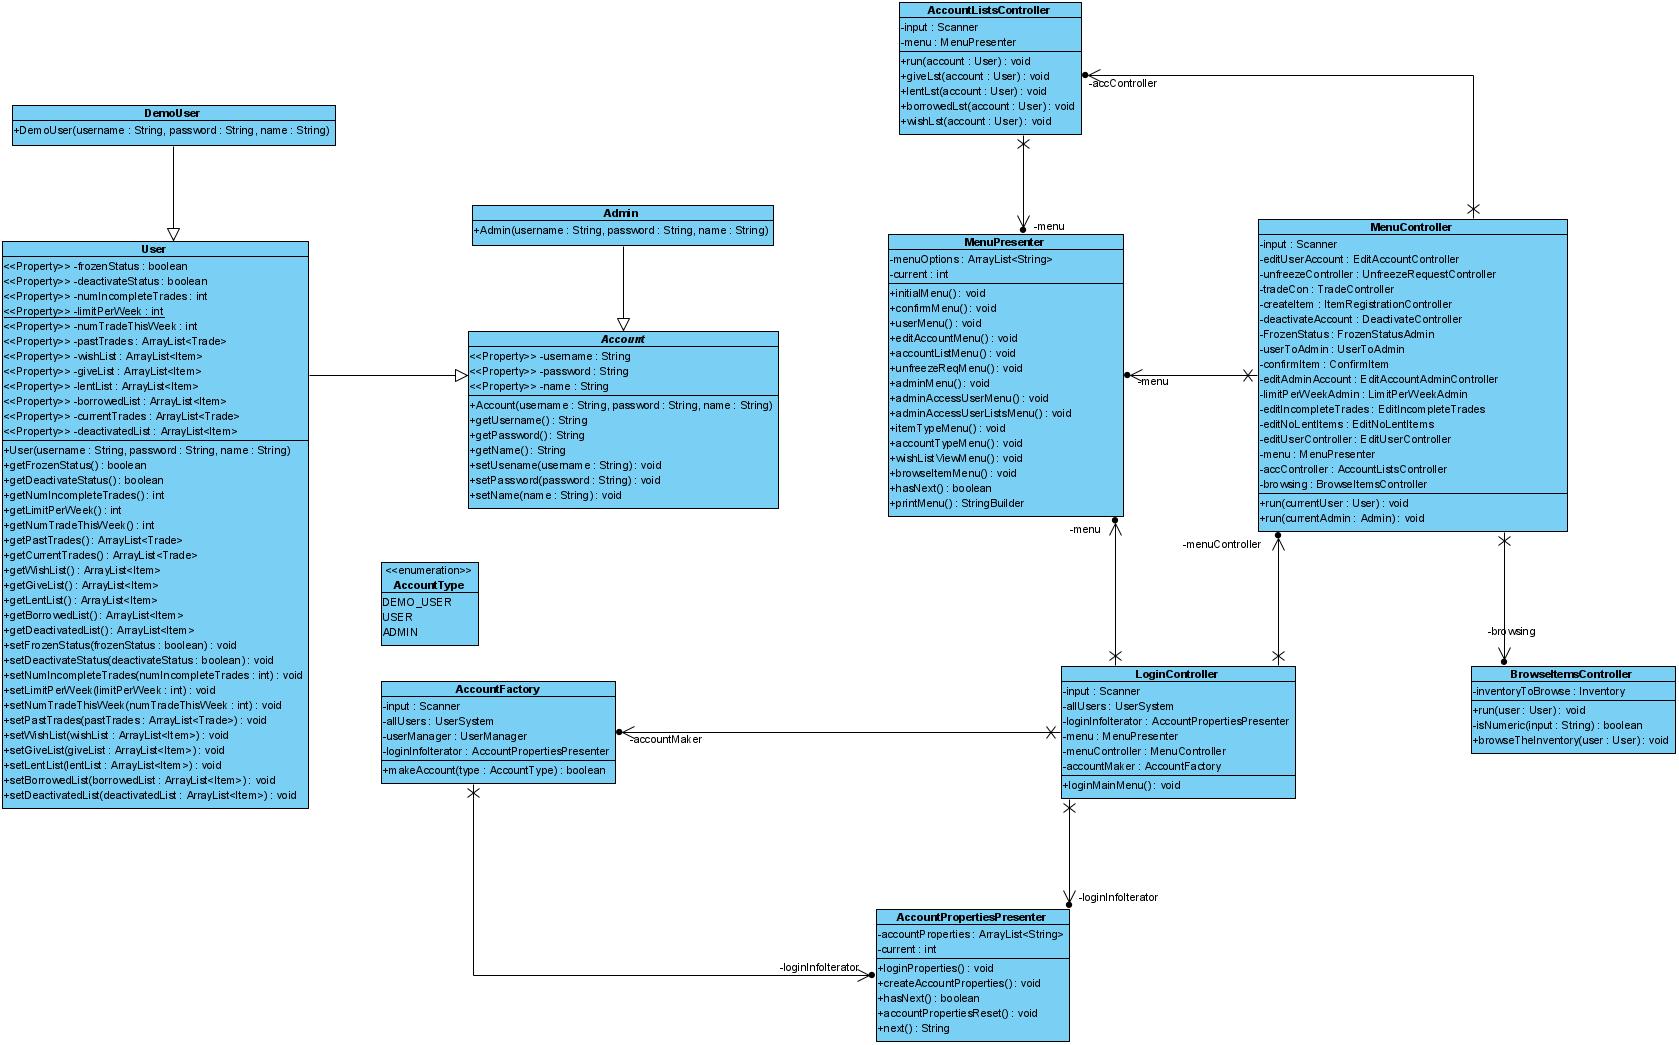 AccountListsController
-input : Scanner
-menu : MenuPresenter
+run(account : User) : void
+giveLst(account : User) : void
+lentLst(account : User) : void
+borrowedLst(account : User) : void
+wishLst(account : User) : void
-accController
DemoUser
+DemoUser(username : String, password : String, name : String)
Admin
+Admin(username : String, password : String, name : String)
-menu
User
<<Property>> -frozenStatus : boolean
<<Property>> -deactivateStatus : boolean
<<Property>> -numIncompleteTrades : int
<<Property>> -limitPerWeek : int
<<Property>> -numTradeThisWeek : int
<<Property>> -pastTrades : ArrayList<Trade>
<<Property>> -wishList : ArrayList<Item>
<<Property>> -giveList : ArrayList<Item>
<<Property>> -lentList : ArrayList<Item>
<<Property>> -borrowedList : ArrayList<Item>
<<Property>> -currentTrades : ArrayList<Trade>
<<Property>> -deactivatedList : ArrayList<Item>
+User(username : String, password : String, name : String)
+getFrozenStatus() : boolean
+getDeactivateStatus() : boolean
+getNumIncompleteTrades() : int
+getLimitPerWeek() : int
+getNumTradeThisWeek() : int
+getPastTrades() : ArrayList<Trade>
+getCurrentTrades() : ArrayList<Trade>
+getWishList() : ArrayList<Item>
+getGiveList() : ArrayList<Item>
+getLentList() : ArrayList<Item>
+getBorrowedList() : ArrayList<Item>
+getDeactivatedList() : ArrayList<Item>
+setFrozenStatus(frozenStatus : boolean) : void
+setDeactivateStatus(deactivateStatus : boolean) : void
+setNumIncompleteTrades(numIncompleteTrades : int) : void
+setLimitPerWeek(limitPerWeek : int) : void
+setNumTradeThisWeek(numTradeThisWeek : int) : void
+setPastTrades(pastTrades : ArrayList<Trade>) : void
+setWishList(wishList : ArrayList<Item>) : void
+setGiveList(giveList : ArrayList<Item>) : void
+setLentList(lentList : ArrayList<Item>) : void
+setBorrowedList(borrowedList : ArrayList<Item>) : void
+setDeactivatedList(deactivatedList : ArrayList<Item>) : void
Account
<<Property>> -username : String
<<Property>> -password : String
<<Property>> -name : String
+Account(username : String, password : String, name : String)
+getUsername() : String
+getPassword() : String
+getName() : String
+setUsename(username : String) : void
+setPassword(password : String) : void
+setName(name : String) : void
MenuPresenter
-menuOptions : ArrayList<String>
-current : int
+initialMenu() : void
+confirmMenu() : void
+userMenu() : void
+editAccountMenu() : void
+accountListMenu() : void
+unfreezeReqMenu() : void
+adminMenu() : void
+adminAccessUserMenu() : void
+adminAccessUserListsMenu() : void
+itemTypeMenu() : void
+accountTypeMenu() : void
+wishListViewMenu() : void
+browseItemMenu() : void
+hasNext() : boolean
+printMenu() : StringBuilder
-menu
MenuController
-input : Scanner
-editUserAccount : EditAccountController
-unfreezeController : UnfreezeRequestController
-tradeCon : TradeController
-createItem : ItemRegistrationController
-deactivateAccount : DeactivateController
-FrozenStatus : FrozenStatusAdmin
-userToAdmin : UserToAdmin
-confirmItem : ConfirmItem
-editAdminAccount : EditAccountAdminController
-limitPerWeekAdmin : LimitPerWeekAdmin
-editIncompleteTrades : EditIncompleteTrades
-editNoLentItems : EditNoLentItems
-editUserController : EditUserController
-menu : MenuPresenter
-accController : AccountListsController
-browsing : BrowseItemsController
+run(currentUser : User) : void
+run(currentAdmin : Admin) : void
-menu
-menuController
<<enumeration>>
AccountType
DEMO_USER
USER
ADMIN
-browsing
AccountFactory
-input : Scanner
-allUsers : UserSystem
-userManager : UserManager
-loginInfoIterator : AccountPropertiesPresenter
+makeAccount(type : AccountType) : boolean
-accountMaker
LoginController
-input : Scanner
-allUsers : UserSystem
-loginInfoIterator : AccountPropertiesPresenter
-menu : MenuPresenter
-menuController : MenuController
-accountMaker : AccountFactory
+loginMainMenu() : void
BrowseItemsController
-inventoryToBrowse : Inventory
+run(user : User) : void
-isNumeric(input : String) : boolean
+browseTheInventory(user : User) : void
-loginInfoIterator
-loginInfoIterator
AccountPropertiesPresenter
-accountProperties : ArrayList<String>
-current : int
+loginProperties() : void
+createAccountProperties() : void
+hasNext() : boolean
+accountPropertiesReset() : void
+next() : String